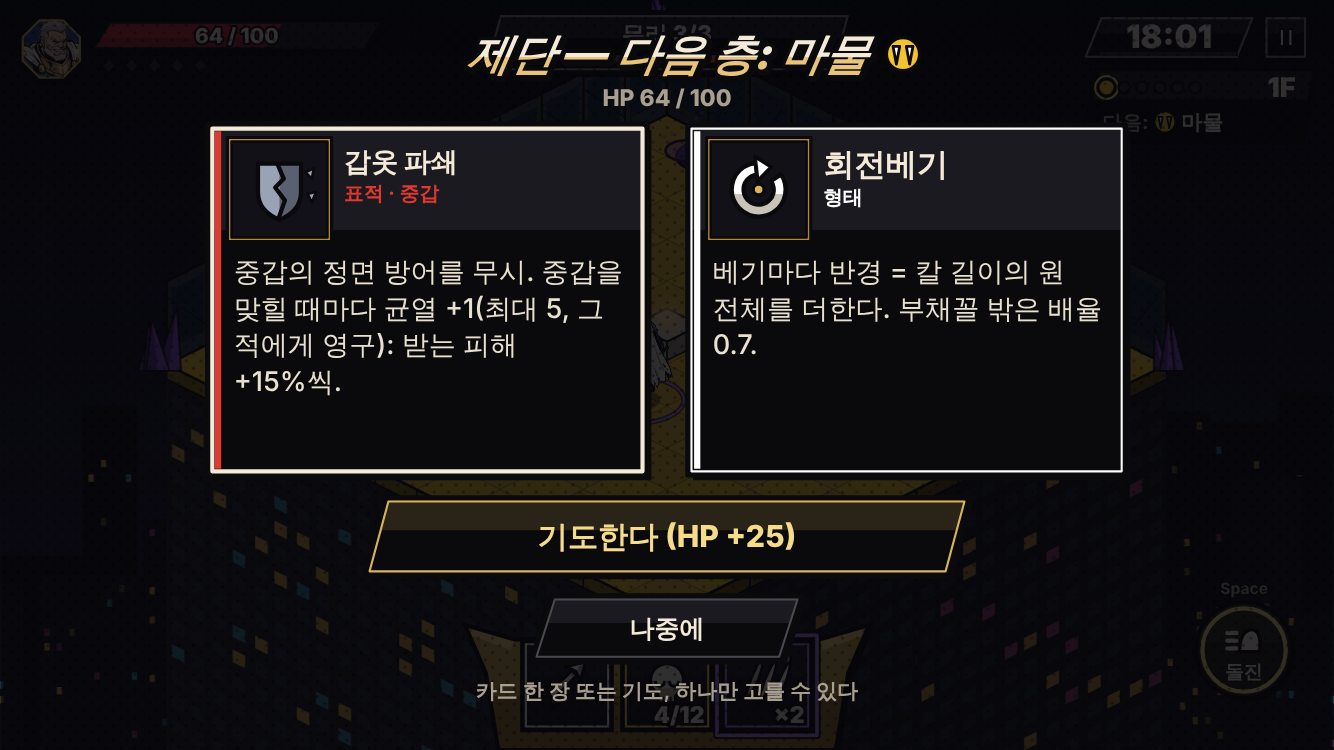 64 / 100
물리 3/3
18:01
제단 — 다음 층: 마물
HP 64 / 100
1F
다음: 마물
갑옷 파쇄
표적 · 중갑
중갑의 정면 방어를 무시. 중갑을
맞힐 때마다 균열 +1(최대 5, 그
적에게 영구): 받는 피해
+15%씩.
회전베기
형태
베기마다 반경 = 칼 길이의 원
전체를 더한다. 부채꼴 밖은 배율
0.7.
기도한다 (HP +25)
나중에
Space
돌진
카드 한 장 또는 기도, 하나만 고를 수 있다
4/12
×2